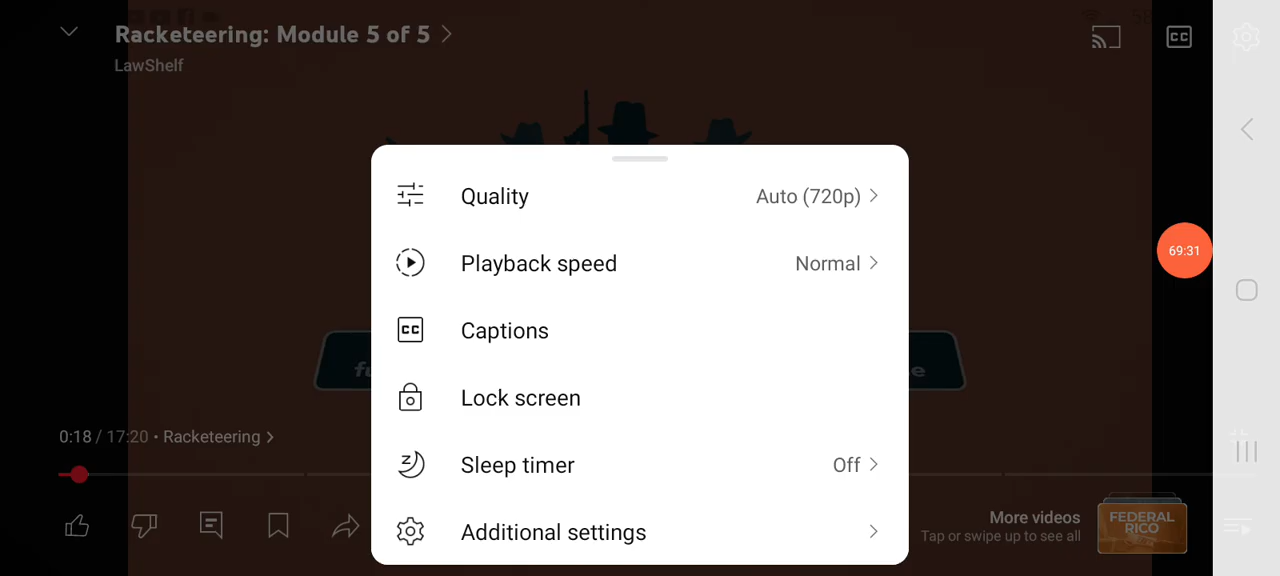 Racketeering: Module 5 of 5
LawShelf
CC
Quality Auto (720p)
Playback speed Normal
69:31
CC Captions
Lock screen
0:18 / 17:20 • Racketeering
Z Sleep timer Off
Additional settings
More videos
Tap or swipe up to see all
FEDERAL
RICO